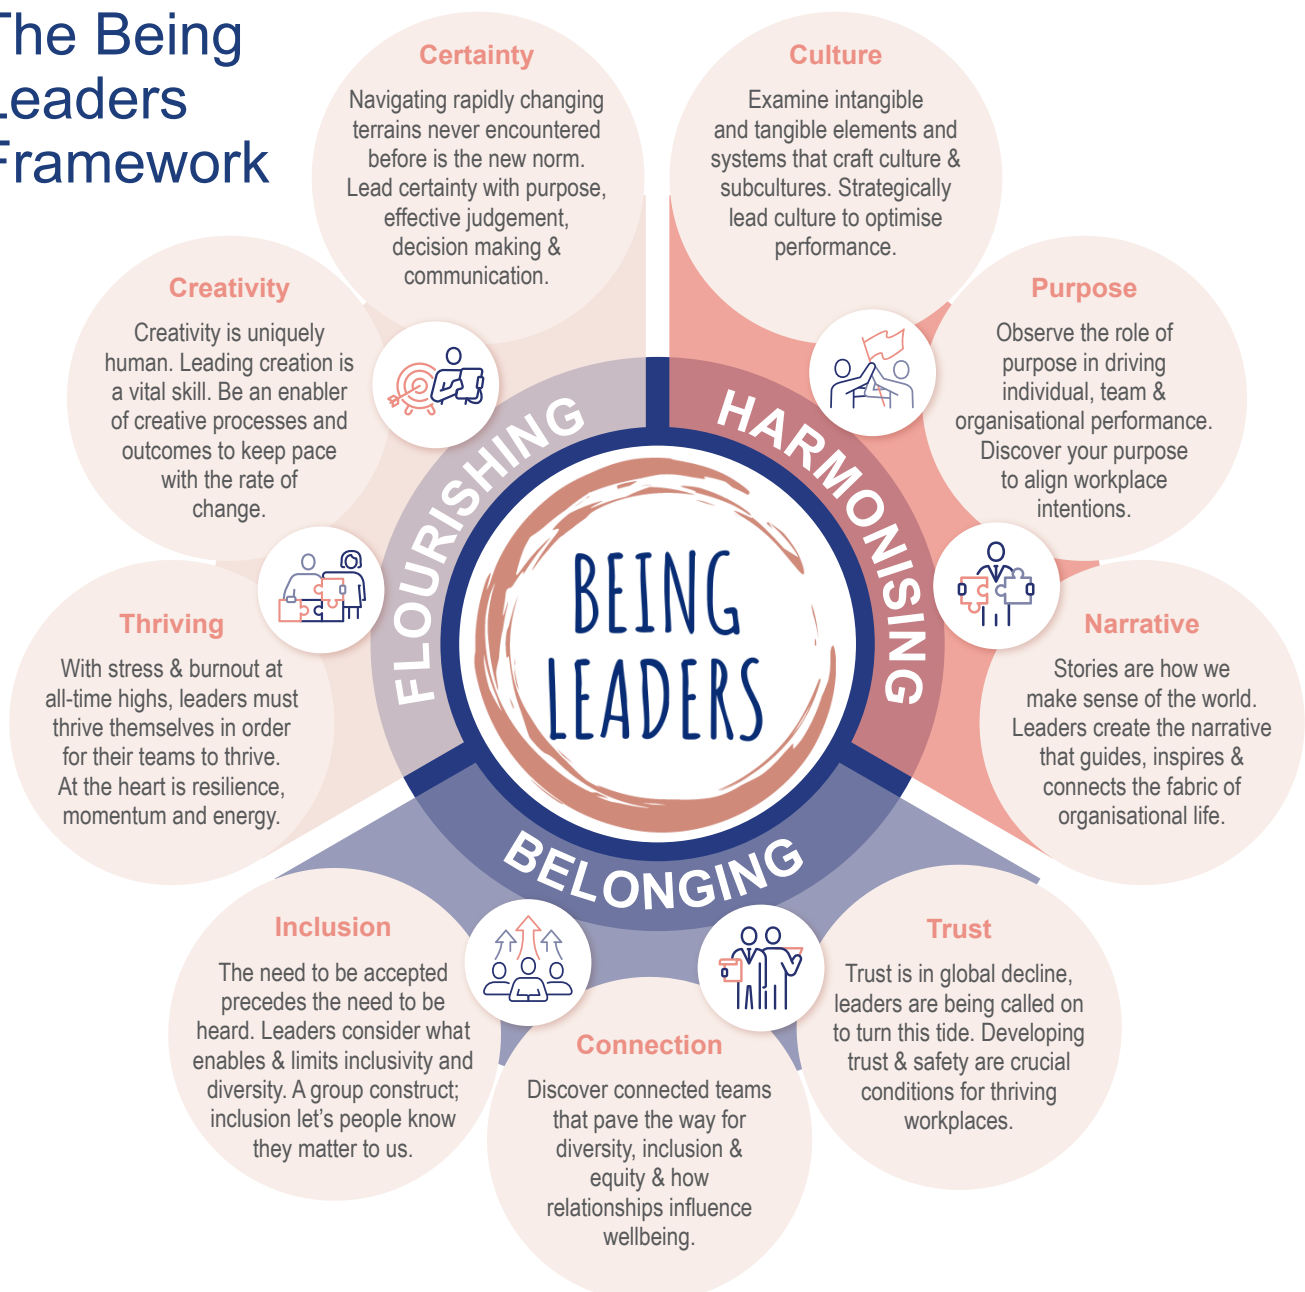 The Being
Leaders
Framework
Certainty
Navigating rapidly changing
terrains never encountered
before is the new norm.
Lead certainty with purpose,
effective judgement,
decision making &
communication.
Culture
Examine intangible
and tangible elements and
systems that craft culture &
subcultures. Strategically
lead culture to optimise
performance.
Creativity
Creativity is uniquely
human. Leading creation is
a vital skill. Be an enabler
of creative processes and
outcomes to keep pace
with the rate of
change.
Purpose
Observe the role of
purpose in driving
individual, team &
organisational performance.
Discover your purpose
to align workplace
intentions.
FLOURISHING
HARMONISING
BEING
LEADERS
BELONGING
Thriving
With stress & burnout at
all-time highs, leaders must
thrive themselves in order
for their teams to thrive.
At the heart is resilience,
momentum and energy.
Narrative
Stories are how we
make sense of the world.
Leaders create the narrative
that guides, inspires &
connects the fabric of
organisational life.
Inclusion
The need to be accepted
precedes the need to be
heard. Leaders consider what
enables & limits inclusivity and
diversity. A group construct;
inclusion let's people know
they matter to us.
Connection
Discover connected teams
that pave the way for
diversity, inclusion &
equity & how
relationships influence
wellbeing.
Trust
Trust is in global decline,
leaders are being called on
to turn this tide. Developing
trust & safety are crucial
conditions for thriving
workplaces.